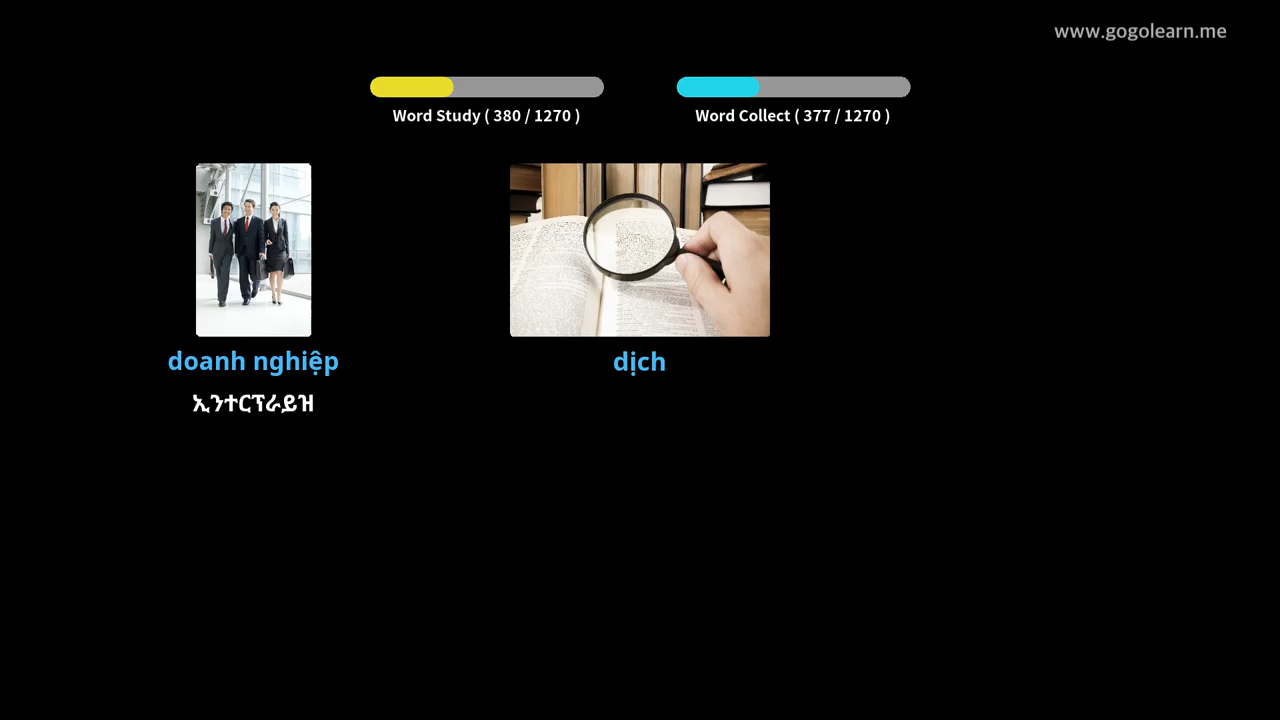 www.gogolearn.me
Word Study ( 380 / 1270 )
Word Collect ( 377 / 1270 )
doanh nghiệp
dịch
ኢንተርፕራይዝ